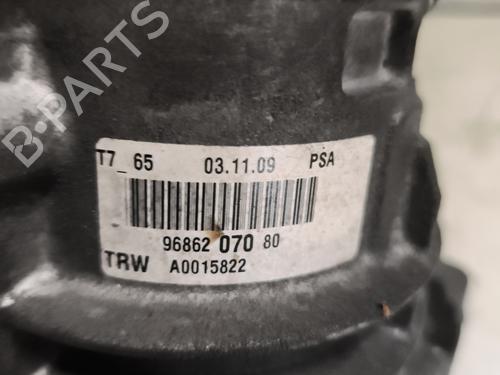 T7_65 03.11.09 PSA
96862 070 80
TRW A0015822
B-PARTS